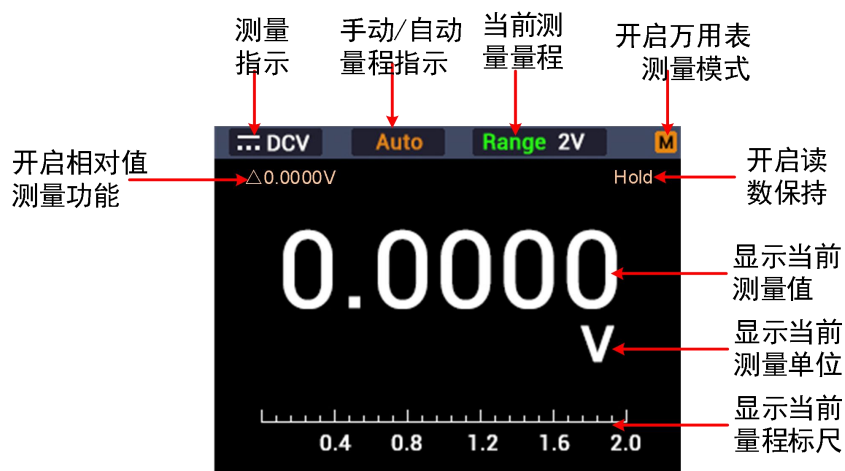 测量
指示
手动/自动
量程指示
当前测
量量程
开启万用表
测量模式
DCV
Auto
Range 2V
M
开启相对值
测量功能
△0.0000V
Hold
开启读
数保持
0.0000
显示当前
测量值
V
显示当前
测量单位
显示当前
量程标尺
0.4 0.8 1.2 1.6 2.0